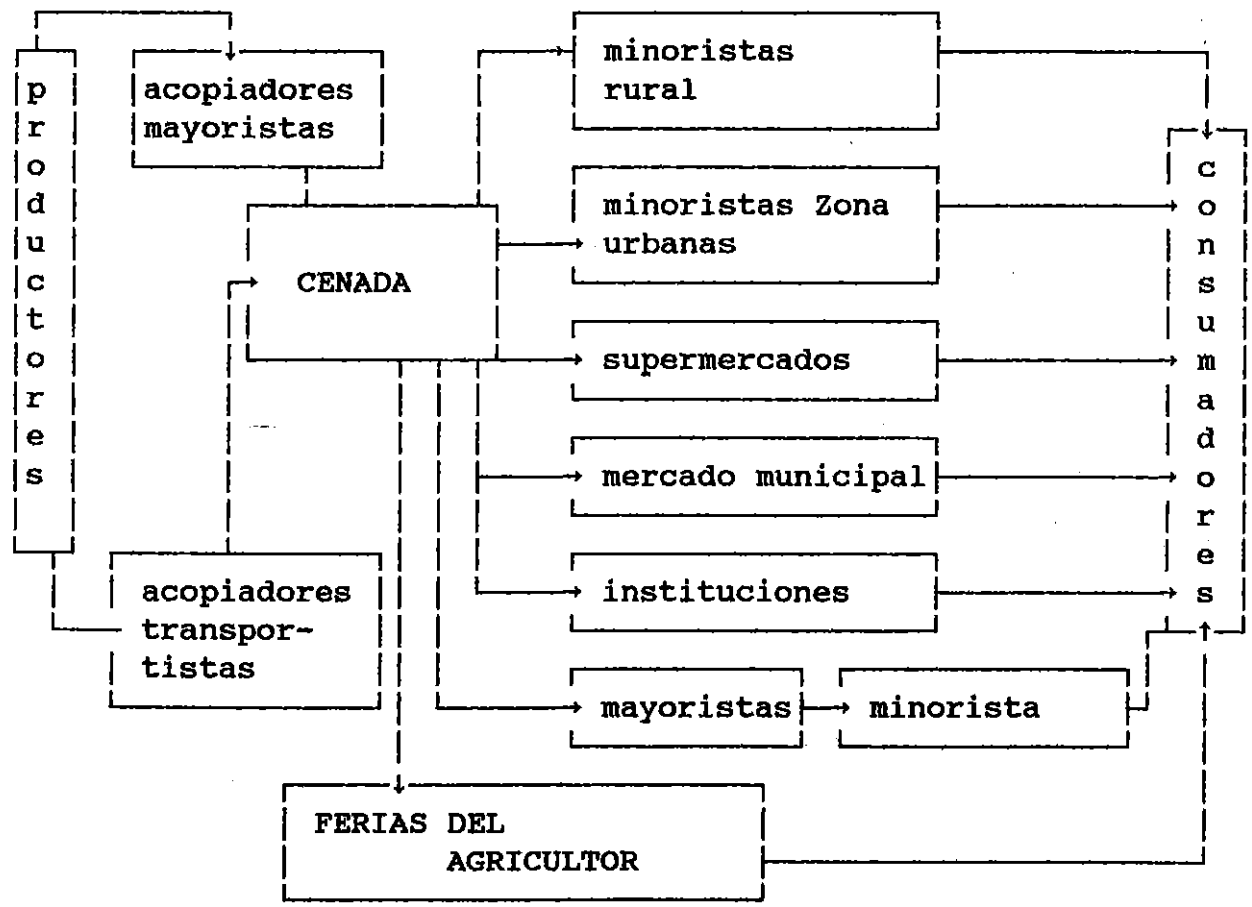 productores
acopiadores
mayoristas
CENADA
acopiadores
transpor-
tistas
minoristas
rural
minoristas Zona
urbanas
supermercados
mercado municipal
instituciones
mayoristas
minorista
FERIAS DEL
AGRICULTOR
consumadores